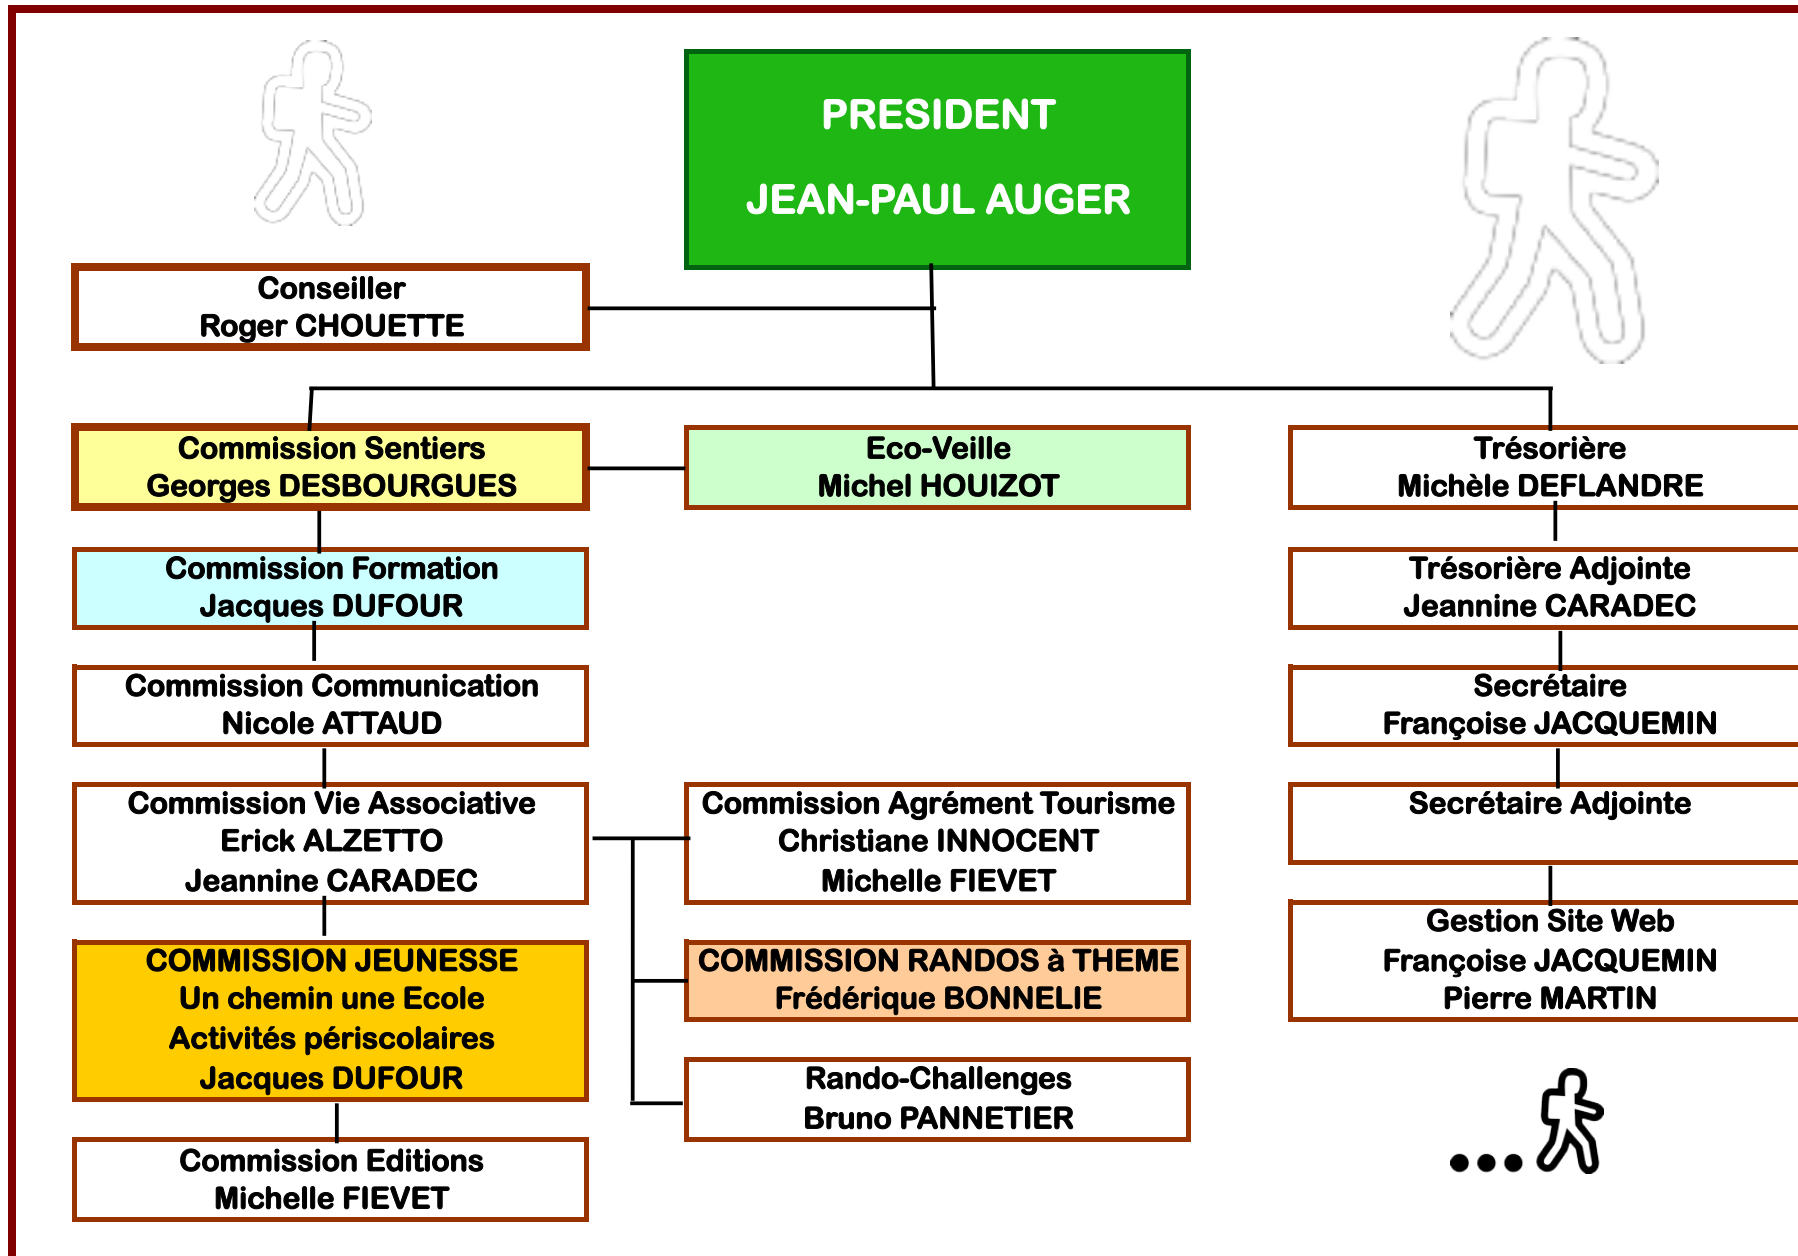 PRESIDENT
JEAN-PAUL AUGER
Conseiller
Roger CHOUETTE
Commission Sentiers
Georges DESBOURGUES
Eco-Veille
Michel HOUIZOT
Trésorière
Michèle DEFLANDRE
Commission Formation
Jacques DUFOUR
Trésorière Adjointe
Jeannine CARADEC
Commission Communication
Nicole ATTAUD
Secrétaire
Françoise JACQUEMIN
Commission Vie Associative
Erick ALZETTO
Jeannine CARADEC
Commission Agrément Tourisme
Christiane INNOCENT
Michelle FIEVET
Secrétaire Adjointe
COMMISSION JEUNESSE
Un chemin une Ecole
Activités périscolaires
Jacques DUFOUR
COMMISSION RANDOS à THEME
Frédérique BONNELIE
Gestion Site Web
Françoise JACQUEMIN
Pierre MARTIN
Rando-Challenges
Bruno PANNETIER
Commission Editions
Michelle FIEVET